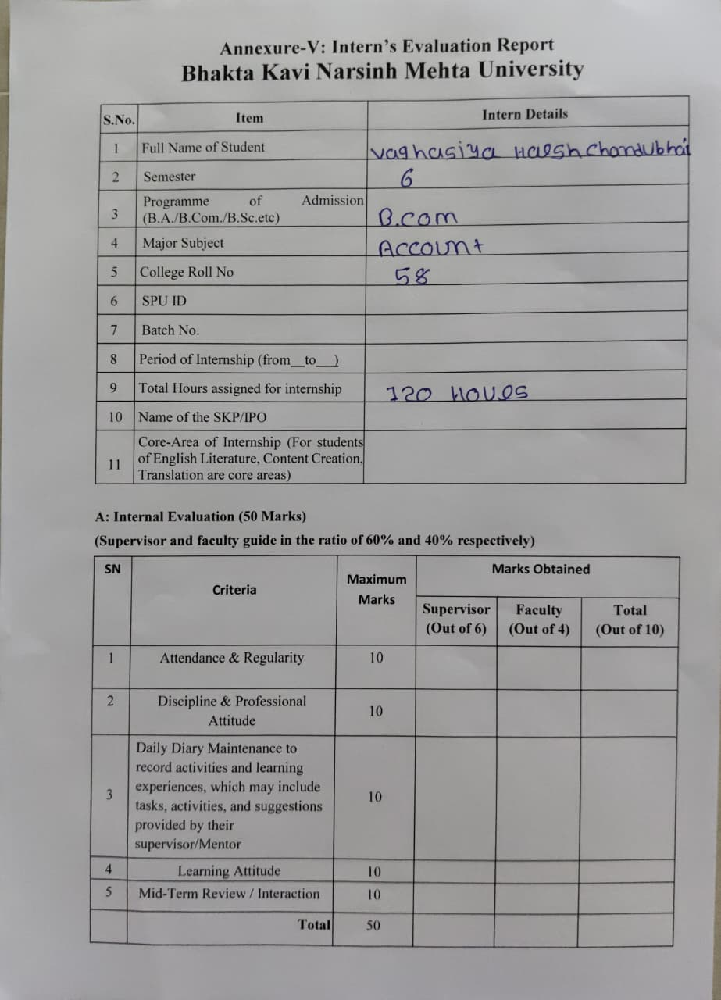 Annexure-V: Intern's Evaluation Report
Bhakta Kavi Narsinh Mehta University
S.No. Item Intern Details
1 Full Name of Student Vaghasiya Harsh Chandubhai
2 Semester 6
3 Programme of Admission
(B.A./B.Com./B.Sc.etc) B.com
4 Major Subject Account
5 College Roll No 58
6 SPU ID
7 Batch No.
8 Period of Internship (from__to__)
9 Total Hours assigned for internship 120 Hours
10 Name of the SKP/IPO
11 Core-Area of Internship (For students
of English Literature, Content Creation,
Translation are core areas)
A: Internal Evaluation (50 Marks)
(Supervisor and faculty guide in the ratio of 60% and 40% respectively)
SN Criteria Maximum
Marks Marks Obtained
Supervisor
(Out of 6) Faculty
(Out of 4) Total
(Out of 10)
1 Attendance & Regularity 10
2 Discipline & Professional
Attitude 10
3 Daily Diary Maintenance to
record activities and learning
experiences, which may include
tasks, activities, and suggestions
provided by their
supervisor/Mentor 10
4 Learning Attitude 10
5 Mid-Term Review / Interaction 10
Total 50